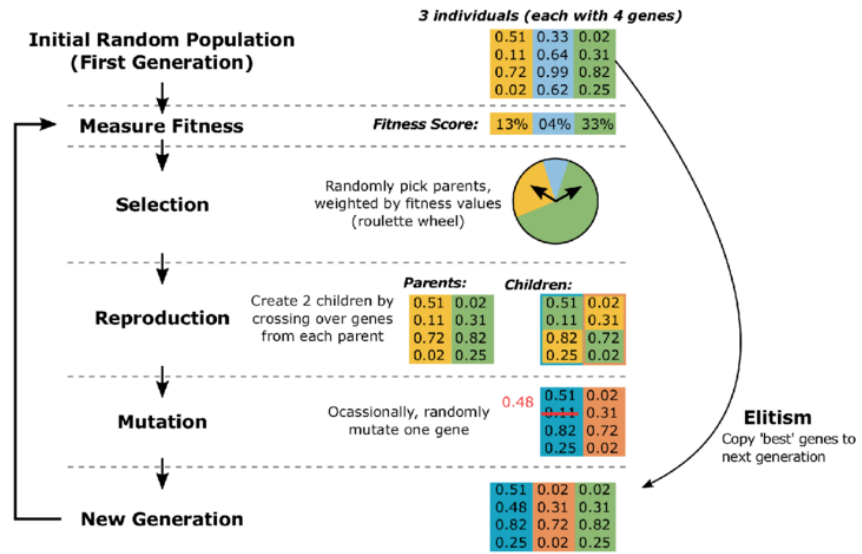 3 individuals (each with 4 genes)
Initial Random Population
(First Generation)
0.51 0.33 0.02
0.11 0.64 0.31
0.72 0.99 0.82
0.02 0.62 0.25
Measure Fitness
Fitness Score: 13% 04% 33%
Selection
Randomly pick parents,
weighted by fitness values
(roulette wheel)
Reproduction
Create 2 children by
crossing over genes
from each parent
Parents:
0.51 0.02
0.11 0.31
0.72 0.82
0.02 0.25
Children:
0.51 0.02
0.11 0.31
0.82 0.72
0.25 0.02
Mutation
Ocassionally, randomly
mutate one gene
0.48
0.51 0.02
0.11 0.31
0.82 0.72
0.25 0.02
Elitism
Copy 'best' genes to
next generation
New Generation
0.51 0.02 0.02
0.48 0.31 0.31
0.82 0.72 0.82
0.25 0.02 0.25